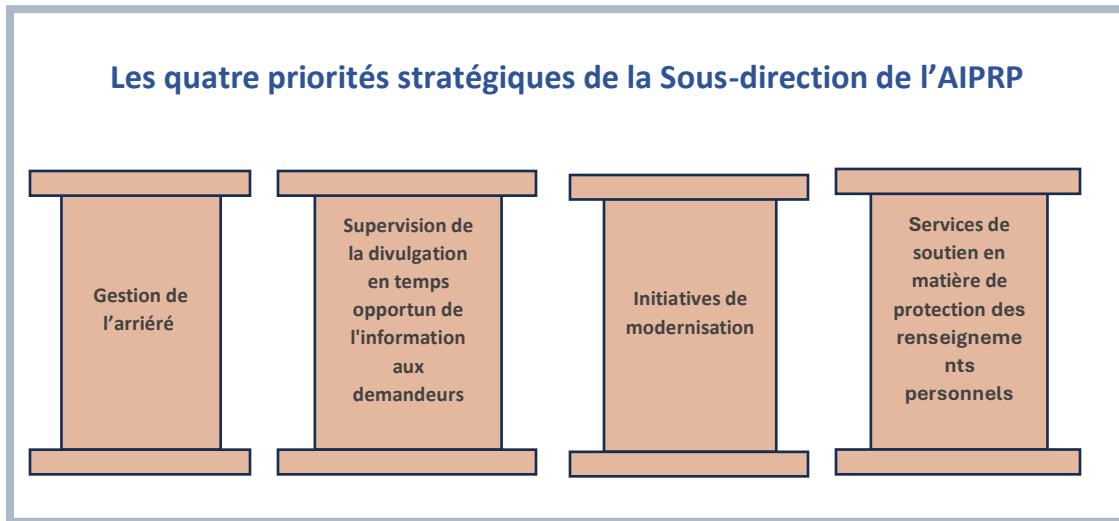 Les quatre priorités stratégiques de la Sous-direction de l’AIPRP
Gestion de
l’arriéré
Supervision de
la divulgation
en temps
opportun de
l'information
aux
demandeurs
Initiatives de
modernisation
Services de
soutien en
matière de
protection des
renseigneme
nts
personnels